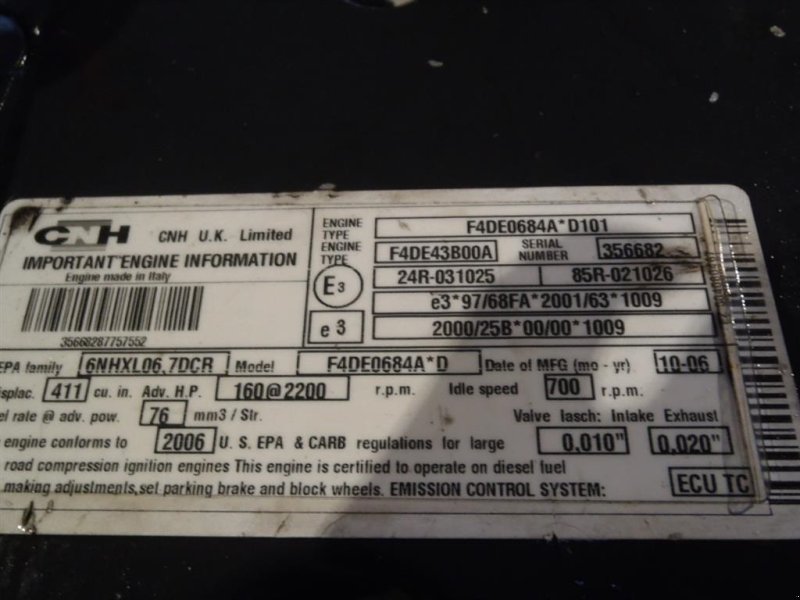 CNH CNH U.K. Limited
IMPORTANT ENGINE INFORMATION
Engine made in Italy
35668287757552
ENGINE TYPE F4DE0684A*D101
ENGINE TYPE F4DE43B00A SERIAL NUMBER 356682
E3 24R-031025 85R-021026
e3*97/68FA*2001/63*1009
e3 2000/25B*00/00*1009
EPA family 6NHXL06.7DCR Model F4DE0684A*D Date of MFG (mo - yr) 10-06
isplac. 411 cu. in. Adv. H.P. 160@2200 r.p.m. Idle speed 700 r.p.m.
el rate @ adv. pow. 76 mm3 / Str. Valve lasch: Intake Exhaust
engine conforms to 2006 U. S. EPA & CARB regulations for large 0.010" 0.020"
road compression ignition engines This engine is certified to operate on diesel fuel
making adjustments,set parking brake and block wheels. EMISSION CONTROL SYSTEM: ECU TC